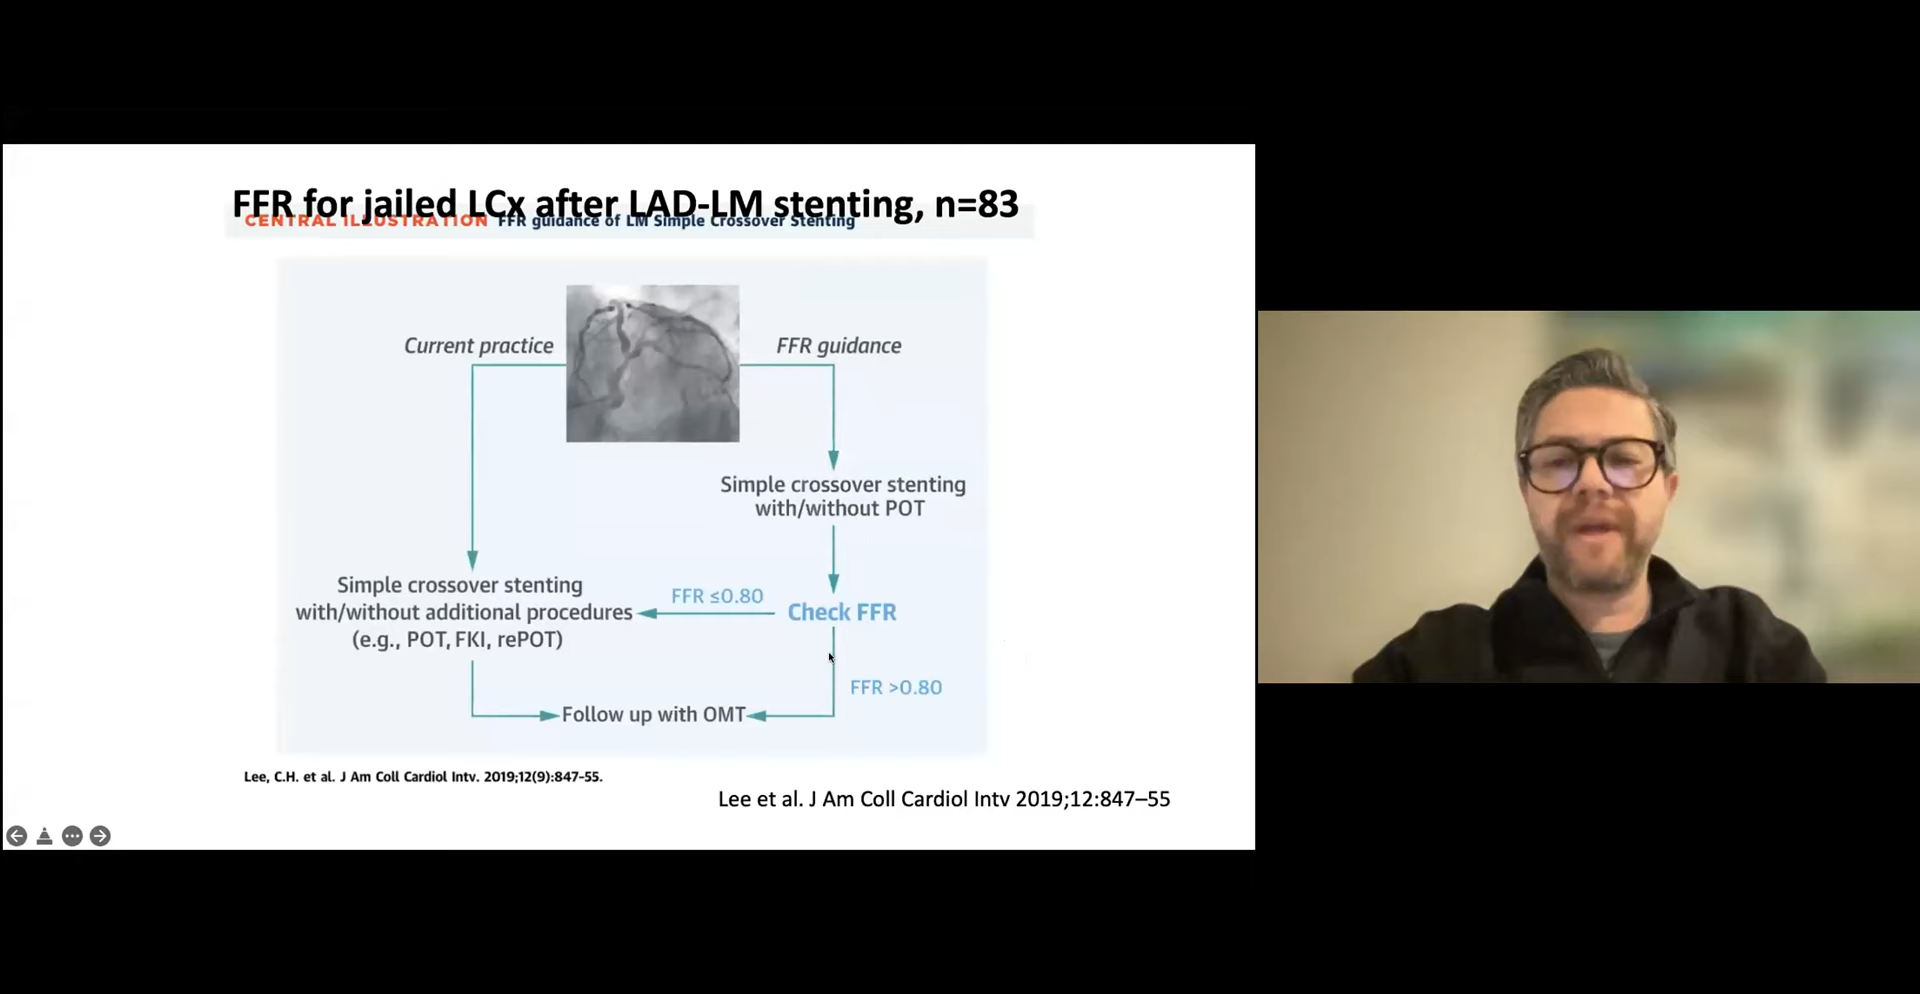 FFR for jailed LCx after LAD-LM stenting, n=83
CENTRAL ILLUSTRATION FFR guidance of LM Simple Crossover Stenting
Current practice
FFR guidance
Simple crossover stenting
with/without POT
Simple crossover stenting
with/without additional procedures
(e.g., POT, FKI, rePOT)
FFR ≤0.80
Check FFR
FFR >0.80
Follow up with OMT
Lee, C.H. et al. J Am Coll Cardiol Intv. 2019;12(9):847-55.
Lee et al. J Am Coll Cardiol Intv 2019;12:847–55